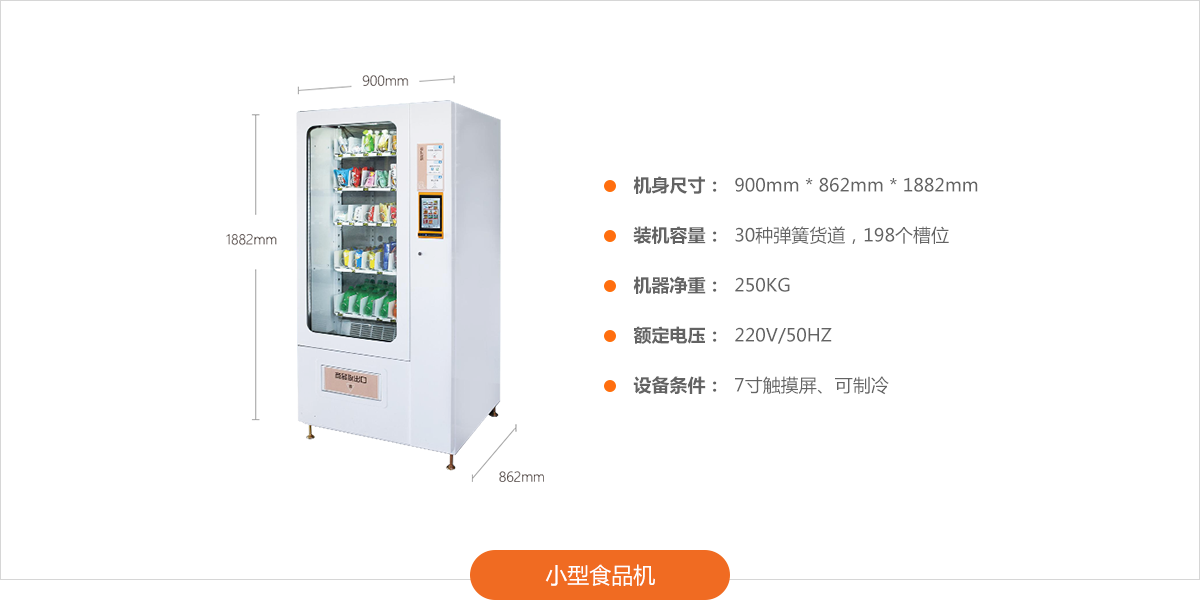 900mm
1882mm
862mm
商品取出口
机身尺寸： 900mm * 862mm * 1882mm
装机容量： 30种弹簧货道，198个槽位
机器净重： 250KG
额定电压： 220V/50HZ
设备条件： 7寸触摸屏、可制冷
小型食品机